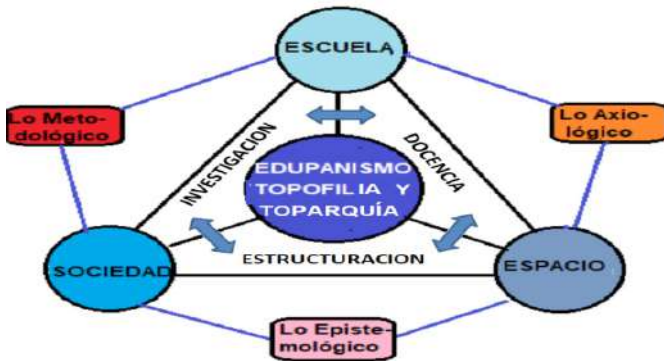 ESCUELA
Lo Meto-
dológico
Lo Axio-
lógico
INVESTIGACION
DOCENCIA
EDUPANISMO
TOPOFILIA Y
TOPARQUÍA
SOCIEDAD
ESTRUCTURACION
ESPACIO
Lo Episte-
mológico